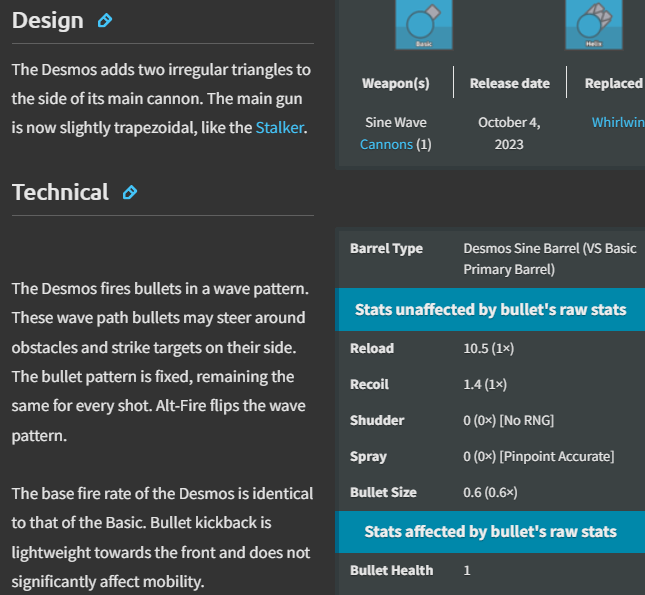 Design
The Desmos adds two irregular triangles to
the side of its main cannon. The main gun
is now slightly trapezoidal, like the Stalker.
Technical
The Desmos fires bullets in a wave pattern.
These wave path bullets may steer around
obstacles and strike targets on their side.
The bullet pattern is fixed, remaining the
same for every shot. Alt-Fire flips the wave
pattern.
The base fire rate of the Desmos is identical
to that of the Basic. Bullet kickback is
lightweight towards the front and does not
significantly affect mobility.
Basic
Helix
Weapon(s)
Release date
Replaced
Sine Wave
Cannons (1)
October 4,
2023
Whirlwin
Barrel Type
Desmos Sine Barrel (VS Basic
Primary Barrel)
Stats unaffected by bullet's raw stats
Reload 10.5 (1×)
Recoil 1.4 (1×)
Shudder 0 (0×) [No RNG]
Spray 0 (0×) [Pinpoint Accurate]
Bullet Size 0.6 (0.6×)
Stats affected by bullet's raw stats
Bullet Health 1